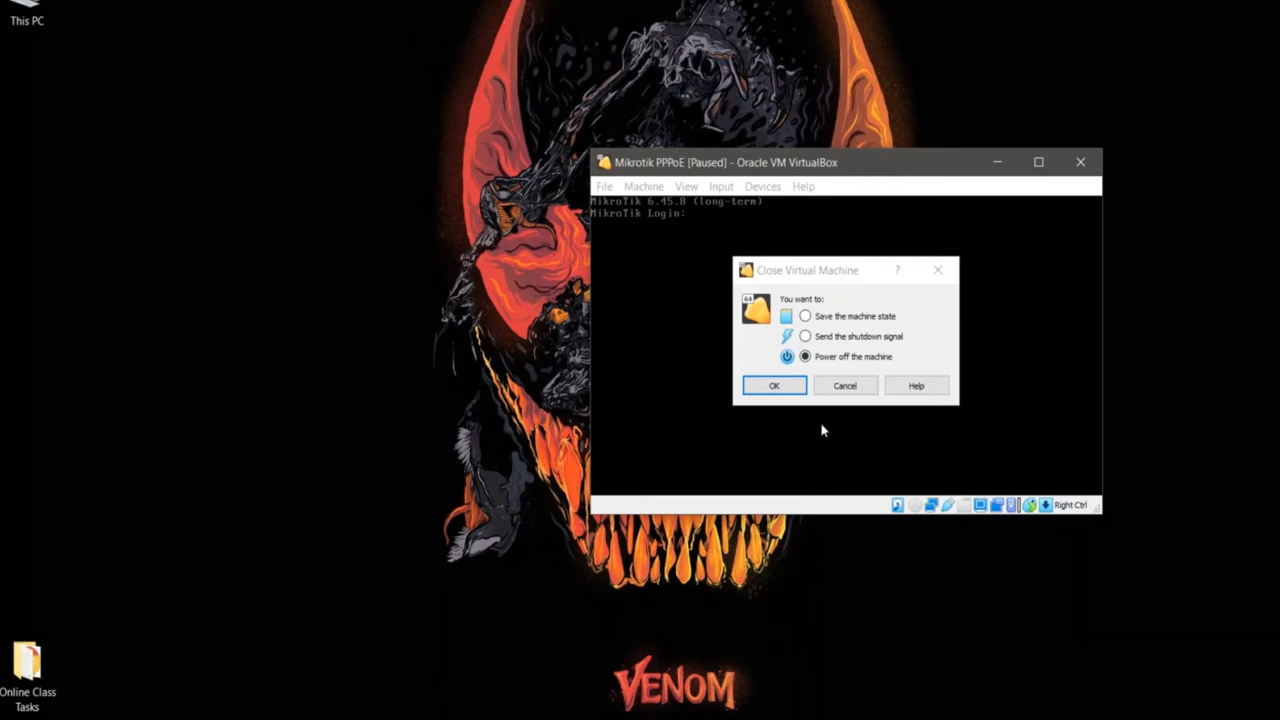 This PC
Mikrotik PPPoE [Paused] - Oracle VM VirtualBox
File Machine View Input Devices Help
MikroTik 6.45.8 (long-term)
MikroTik Login:
Close Virtual Machine ?
64
You want to:
Save the machine state
Send the shutdown signal
Power off the machine
OK Cancel Help
Right Ctrl
Online Class
Tasks
VENOM